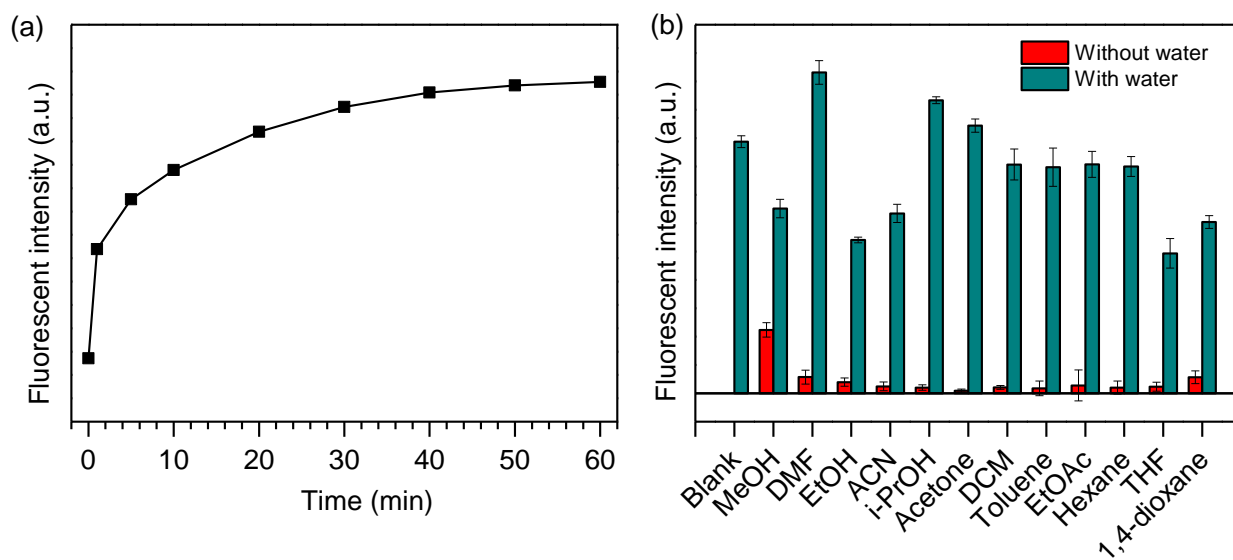 (a)
Fluorescent intensity (a.u.)
0 10 20 30 40 50 60
Time (min)
(b)
Fluorescent intensity (a.u.)
Without water
With water
Blank
MeOH
DMF
EtOH
ACN
i-PrOH
Acetone
DCM
Toluene
EtOAc
Hexane
THF
1,4-dioxane